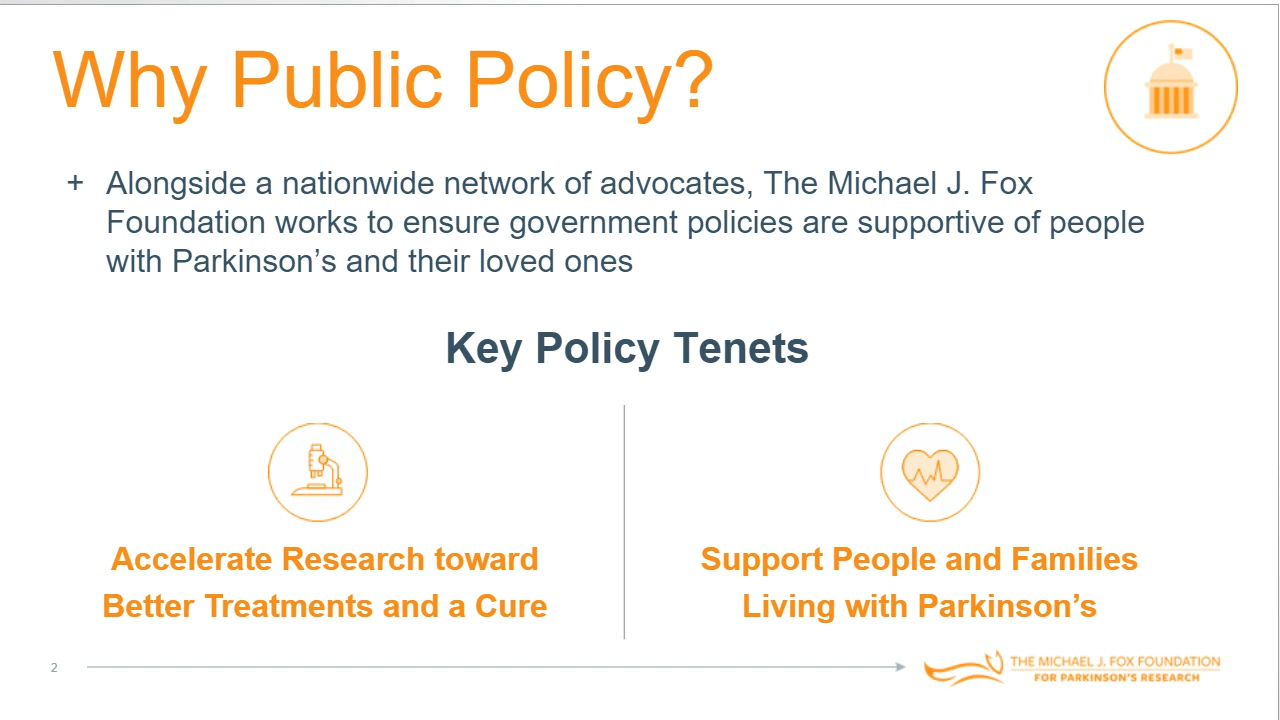 Why Public Policy?
+ Alongside a nationwide network of advocates, The Michael J. Fox
Foundation works to ensure government policies are supportive of people
with Parkinson’s and their loved ones
Key Policy Tenets
Accelerate Research toward
Better Treatments and a Cure
Support People and Families
Living with Parkinson’s
2
THE MICHAEL J. FOX FOUNDATION
FOR PARKINSON'S RESEARCH